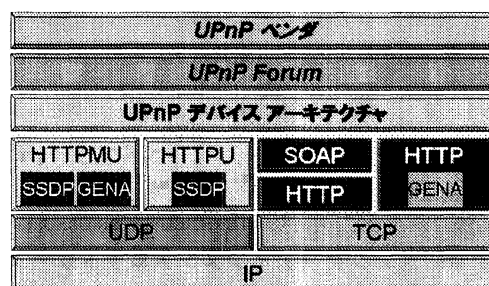 UPnP ベンダ
UPnP Forum
UPnP デバイス アーキテクチャ
HTTPMU HTTPU SOAP HTTP
SSDP GENA SSDP HTTP GENA
UDP TCP
IP